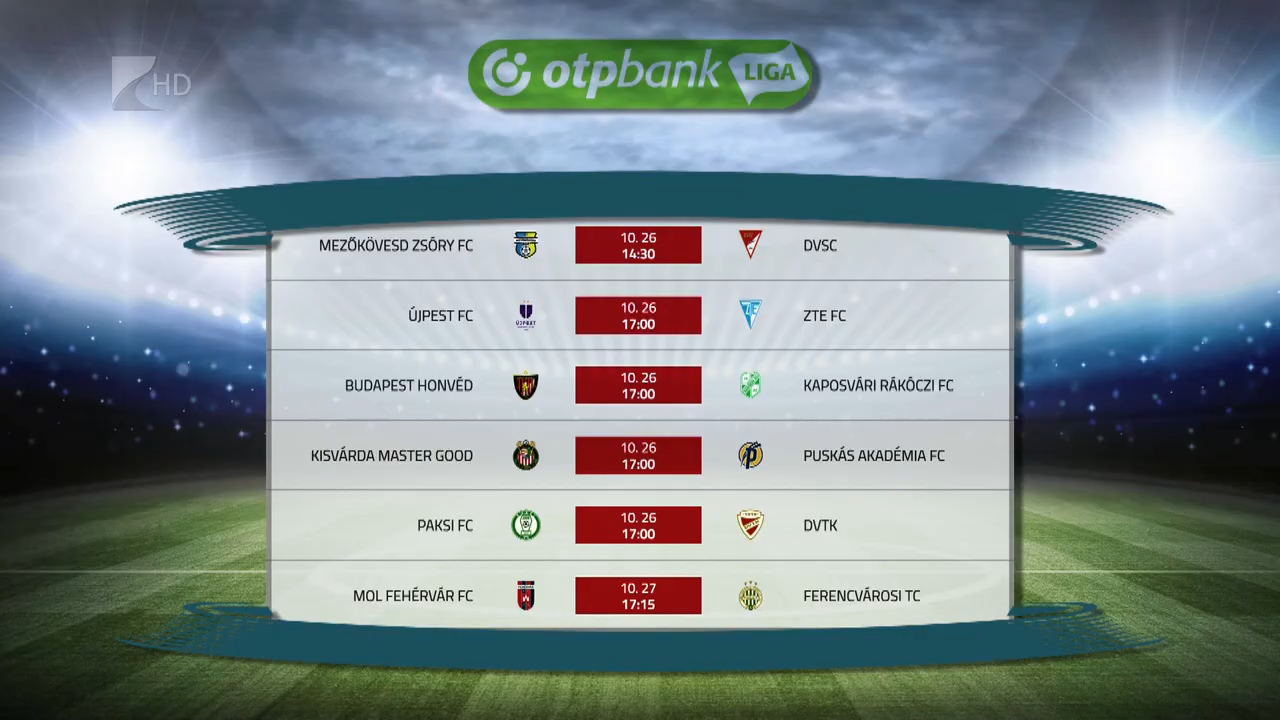 HD
otpbank LIGA
MEZŐKÖVESD ZSÓRY FC 10. 26 14:30 DVSC
ÚJPEST FC 10. 26 17:00 ZTE FC
BUDAPEST HONVÉD 10. 26 17:00 KAPOSVÁRI RÁKÓCZI FC
KISVÁRDA MASTER GOOD 10. 26 17:00 PUSKÁS AKADÉMIA FC
PAKSI FC 10. 26 17:00 DVTK
MOL FEHÉRVÁR FC 10. 27 17:15 FERENCVÁROSI TC